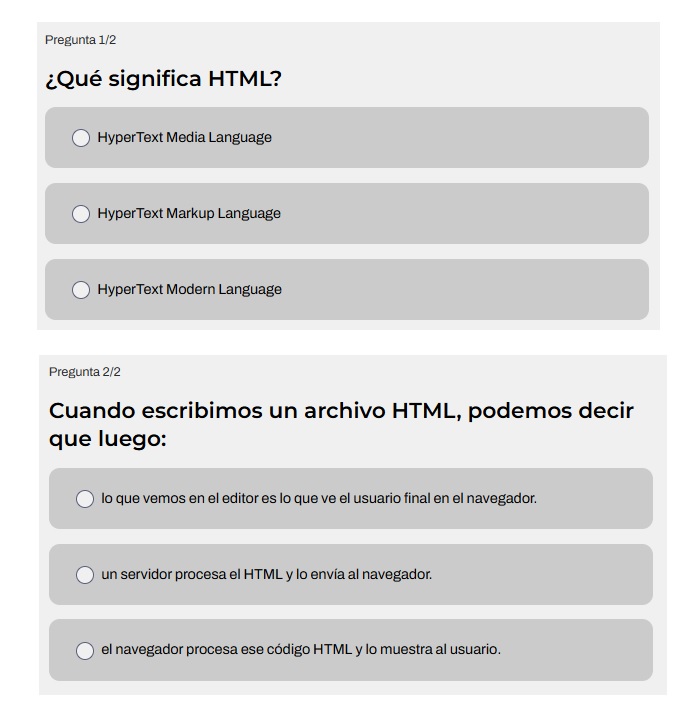 Pregunta 1/2
¿Qué significa HTML?
HyperText Media Language
HyperText Markup Language
HyperText Modern Language
Pregunta 2/2
Cuando escribimos un archivo HTML, podemos decir
que luego:
lo que vemos en el editor es lo que ve el usuario final en el navegador.
un servidor procesa el HTML y lo envía al navegador.
el navegador procesa ese código HTML y lo muestra al usuario.